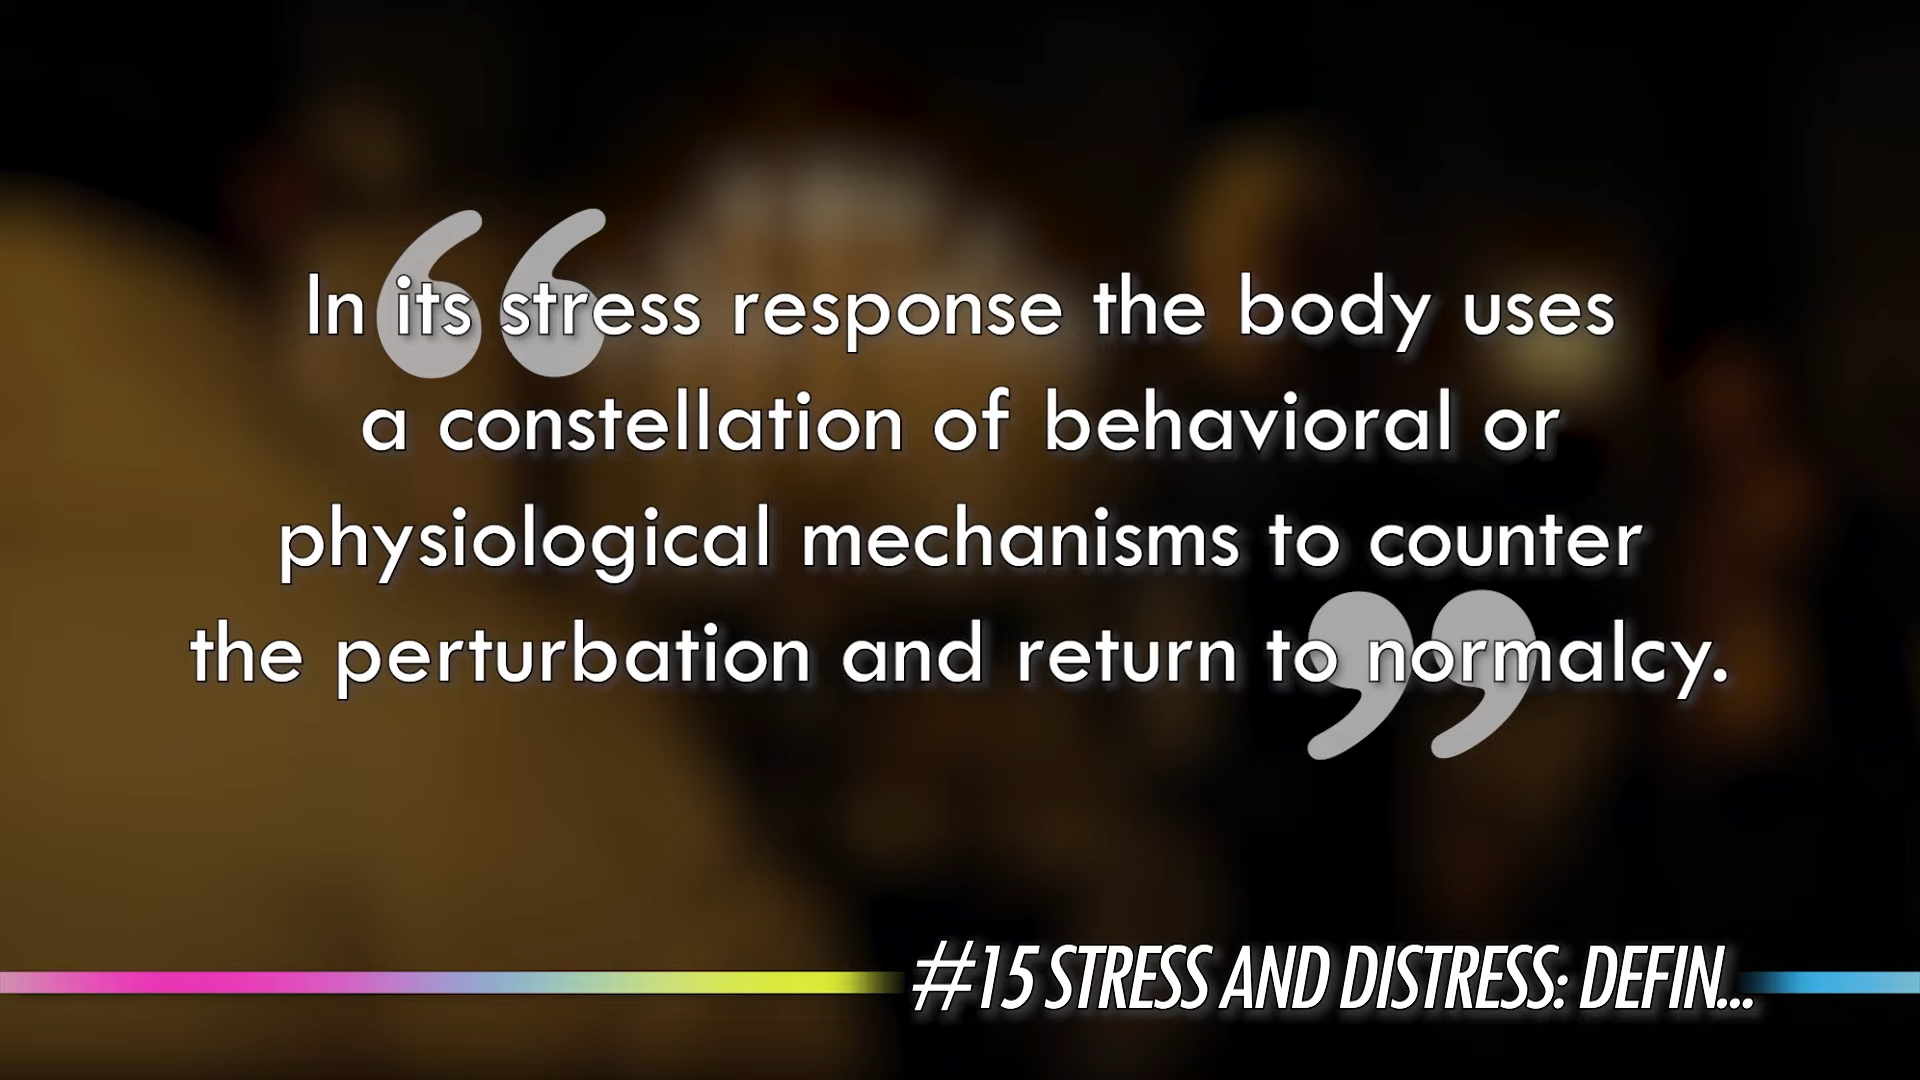 In its stress response the body uses
a constellation of behavioral or
physiological mechanisms to counter
the perturbation and return to normalcy.
#15 STRESS AND DISTRESS: DEFIN...